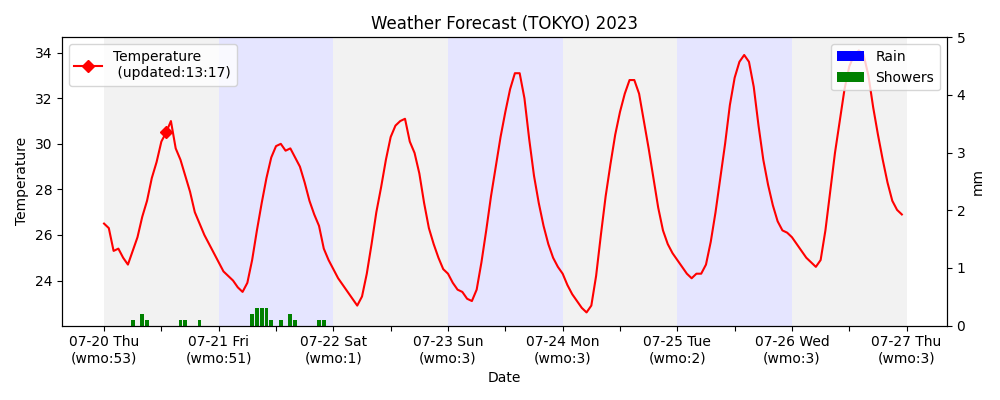 Weather Forecast (TOKYO) 2023
Temperature
(updated:13:17)
Rain
Showers
34
32
30
28
26
24
Temperature
5
4
3
2
1
0
mm
07-20 Thu
(wmo:53)
07-21 Fri
(wmo:51)
07-22 Sat
(wmo:1)
07-23 Sun
(wmo:3)
07-24 Mon
(wmo:3)
07-25 Tue
(wmo:2)
07-26 Wed
(wmo:3)
07-27 Thu
(wmo:3)
Date